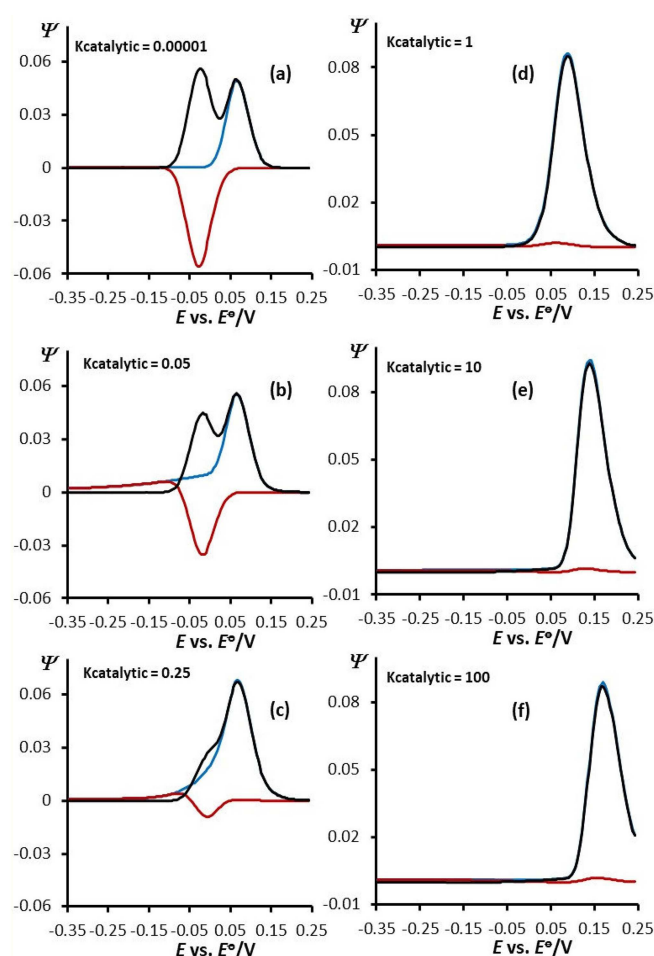 Ψ
Kcatalytic = 0.00001
(a)
0.06
0.03
0
-0.03
-0.06
-0.35 -0.25 -0.15 -0.05 0.05 0.15 0.25
E vs. E°/V
Ψ
Kcatalytic = 1
(d)
0.08
0.05
0.02
-0.01
-0.35 -0.25 -0.15 -0.05 0.05 0.15 0.25
E vs. E°/V
Ψ
Kcatalytic = 0.05
(b)
0.06
0.03
0
-0.03
-0.06
-0.35 -0.25 -0.15 -0.05 0.05 0.15 0.25
E vs. E°/V
Ψ
Kcatalytic = 10
(e)
0.08
0.05
0.02
-0.01
-0.35 -0.25 -0.15 -0.05 0.05 0.15 0.25
E vs. E°/V
Ψ
Kcatalytic = 0.25
(c)
0.06
0.03
0
-0.03
-0.06
-0.35 -0.25 -0.15 -0.05 0.05 0.15 0.25
E vs. E°/V
Ψ
Kcatalytic = 100
(f)
0.08
0.05
0.02
-0.01
-0.35 -0.25 -0.15 -0.05 0.05 0.15 0.25
E vs. E°/V